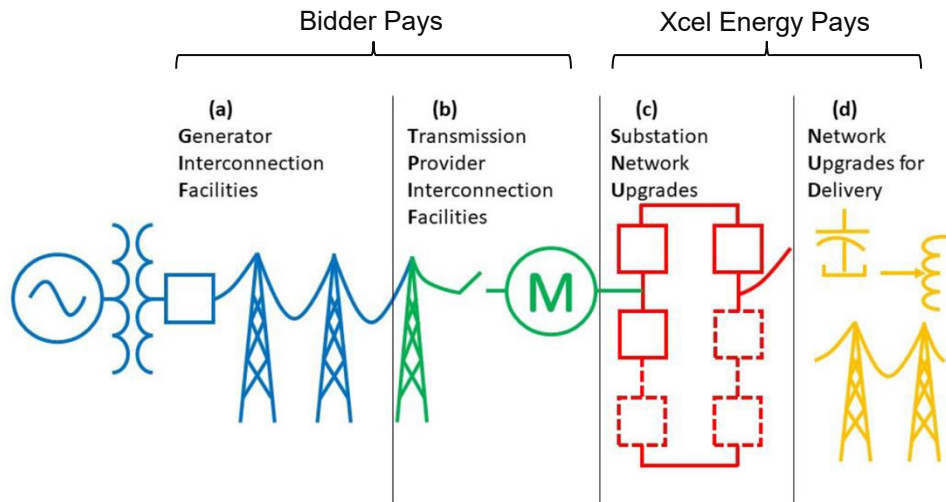 Bidder Pays
Xcel Energy Pays
(a)
Generator
Interconnection
Facilities
(b)
Transmission
Provider
Interconnection
Facilities
(c)
Substation
Network
Upgrades
(d)
Network
Upgrades for
Delivery
M